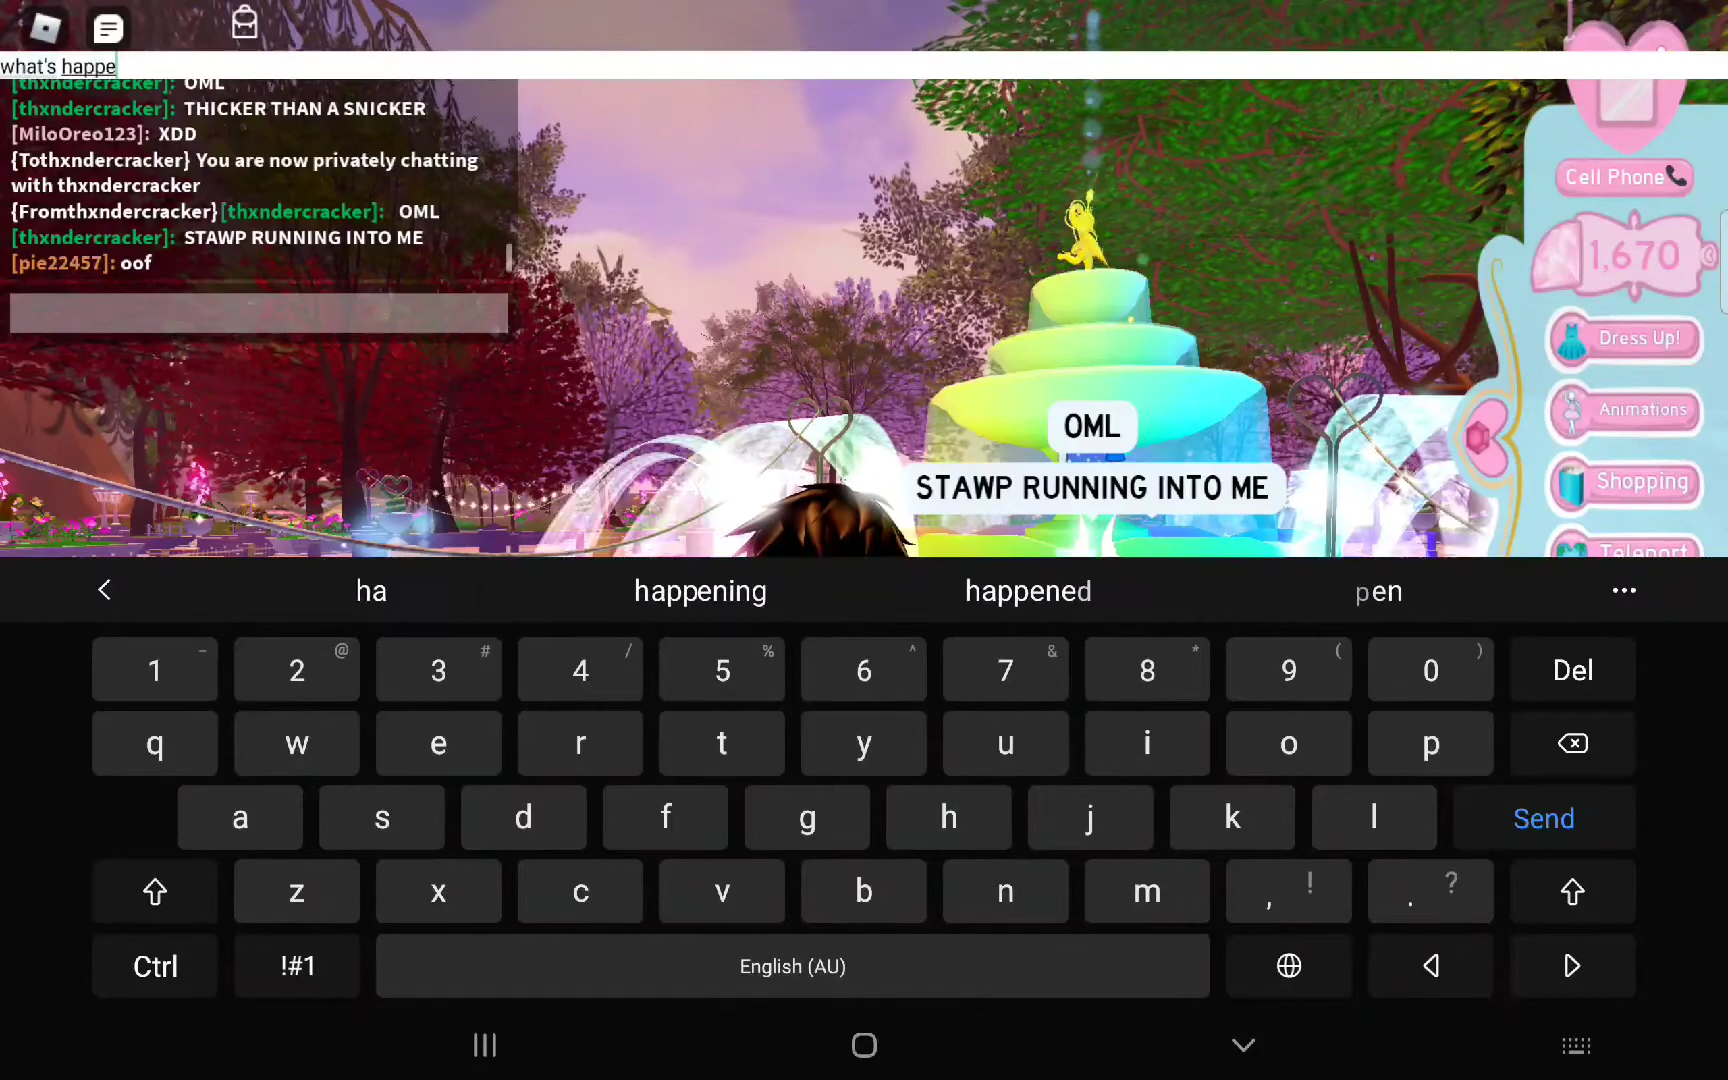 what's happe
[thxndercracker]: OML
[thxndercracker]: THICKER THAN A SNICKER
[MiloOreo123]: XDD
{Tothxndercracker} You are now privately chatting
with thxndercracker
{Fromthxndercracker}[thxndercracker]: OML
[thxndercracker]: STAWP RUNNING INTO ME
[pie22457]: oof
Cell Phone
1,670
Dress Up!
Animations
Shopping
Teleport
OML
STAWP RUNNING INTO ME
ha happening happened pen ...
1 - 2 @ 3 # 4 / 5 % 6 ^ 7 & 8 * 9 ( 0 ) Del
q w e r t y u i o p
a s d f g h j k l Send
z x c v b n m , ! . ?
Ctrl !#1 English (AU)